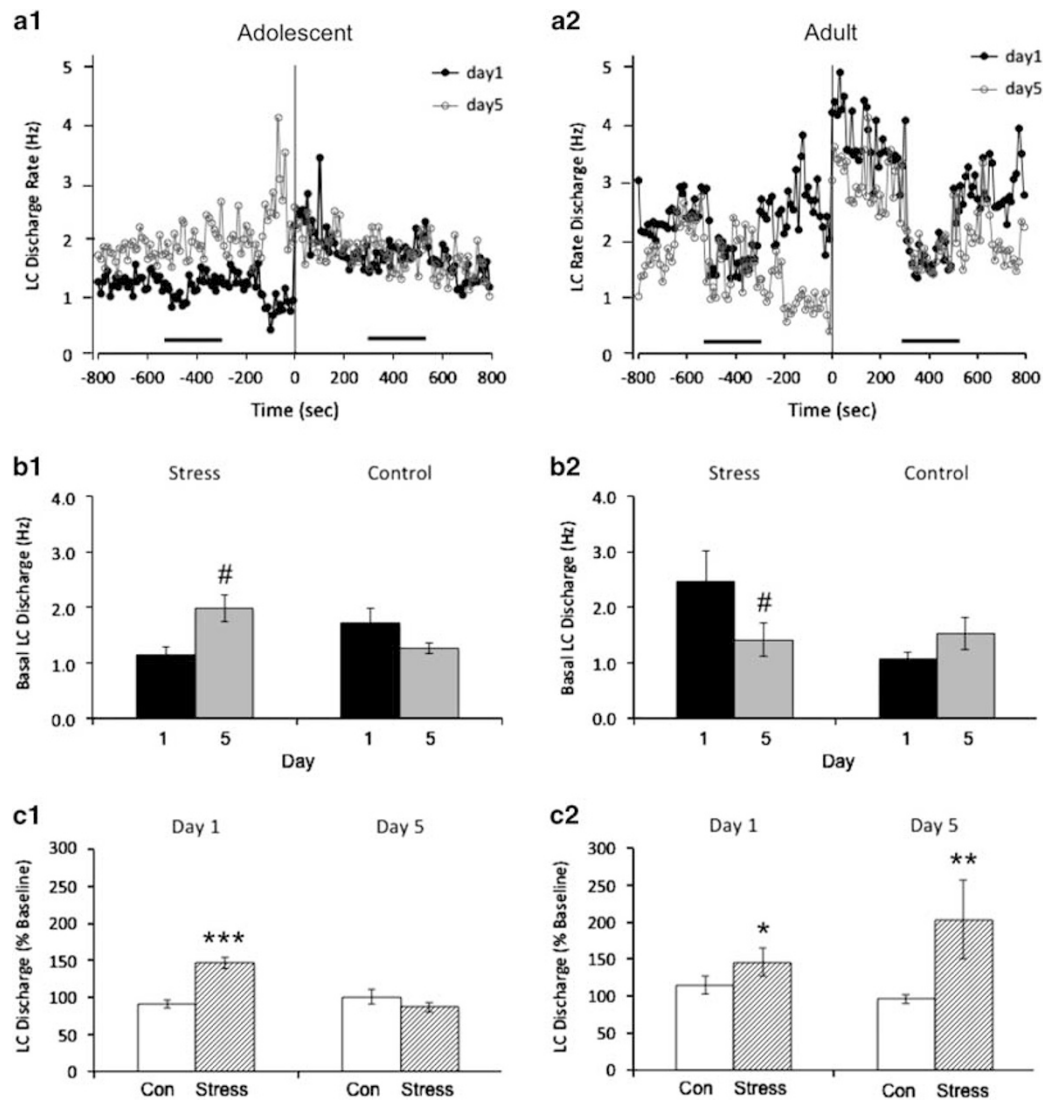 a1
Adolescent
day1
day5
LC Discharge Rate (Hz)
5
4
3
2
1
0
-800 -600 -400 -200 0 200 400 600 800
Time (sec)
a2
Adult
day1
day5
LC Rate Discharge (Hz)
5
4
3
2
1
0
-800 -600 -400 -200 0 200 400 600 800
Time (sec)
b1
Stress Control
Basal LC Discharge (Hz)
4.0
3.0
2.0
1.0
0.0
#
1 5 1 5
Day
b2
Stress Control
Basal LC Discharge (Hz)
4.0
3.0
2.0
1.0
0.0
#
1 5 1 5
Day
c1
Day 1 Day 5
LC Discharge (% Baseline)
300
250
200
150
100
50
0
***
Con Stress Con Stress
c2
Day 1 Day 5
LC Discharge (% Baseline)
300
250
200
150
100
50
0
*
**
Con Stress Con Stress